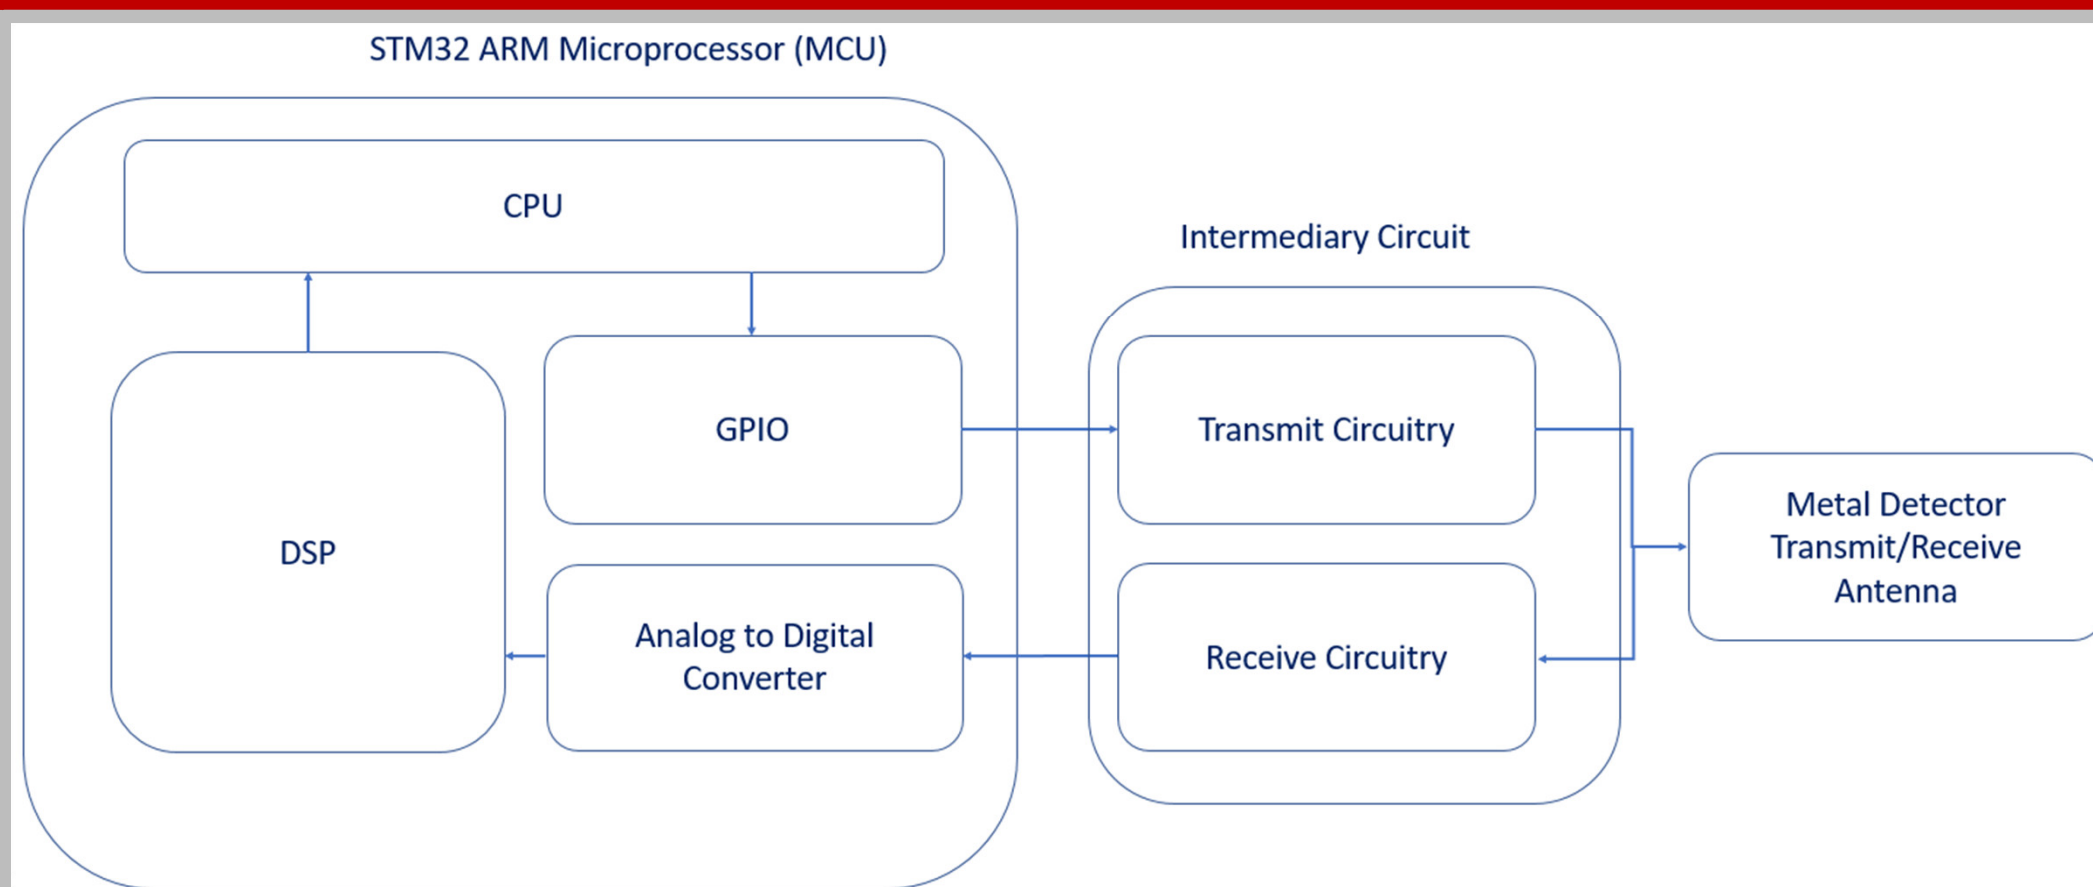 STM32 ARM Microprocessor (MCU)
CPU
Intermediary Circuit
GPIO
Transmit Circuitry
Metal Detector
Transmit/Receive
Antenna
DSP
Analog to Digital
Converter
Receive Circuitry